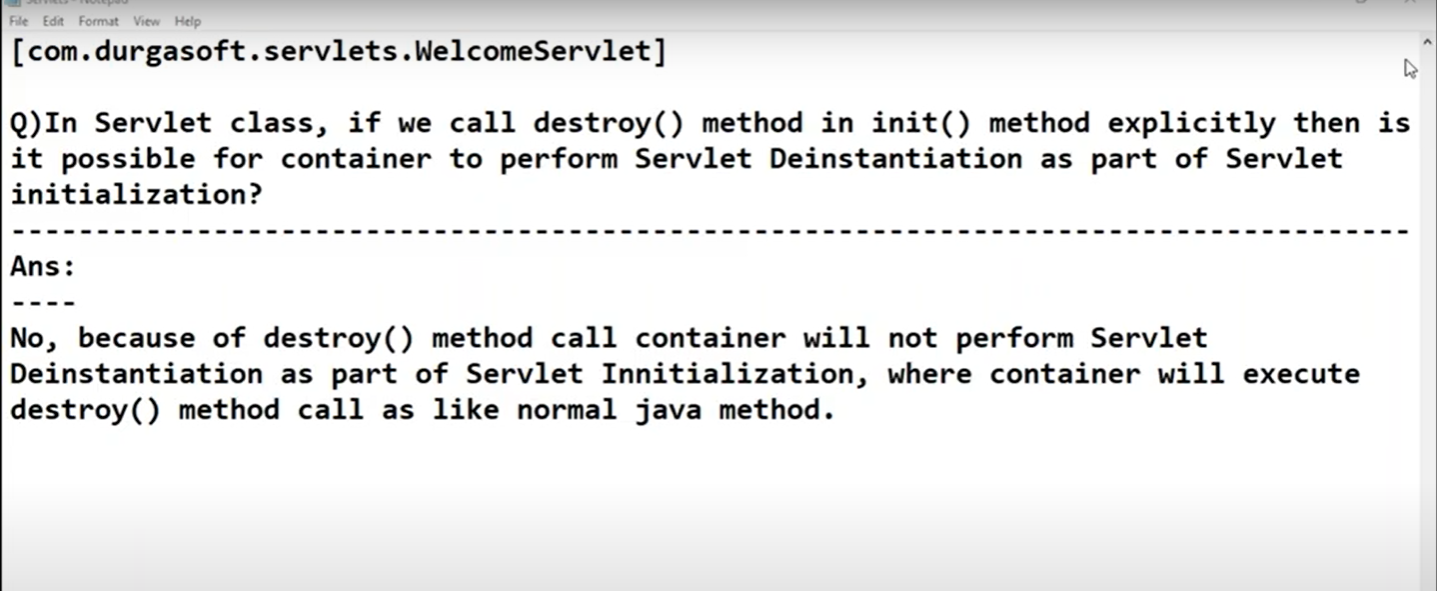 Servlets - Notepad
File Edit Format View Help
[com.durgasoft.servlets.WelcomeServlet]
Q)In Servlet class, if we call destroy() method in init() method explicitly then is
it possible for container to perform Servlet Deinstantiation as part of Servlet
initialization?
-----------------------------------------------------------------------------------
Ans:
----
No, because of destroy() method call container will not perform Servlet
Deinstantiation as part of Servlet Innitialization, where container will execute
destroy() method call as like normal java method.